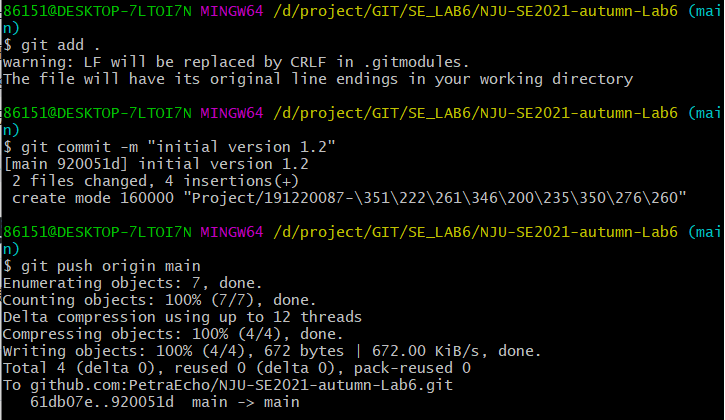 86151@DESKTOP-7LTOI7N MINGW64 /d/project/GIT/SE_LAB6/NJU-SE2021-autumn-Lab6 (mai
n)
$ git add .
warning: LF will be replaced by CRLF in .gitmodules.
The file will have its original line endings in your working directory
86151@DESKTOP-7LTOI7N MINGW64 /d/project/GIT/SE_LAB6/NJU-SE2021-autumn-Lab6 (mai
n)
$ git commit -m "initial version 1.2"
[main 920051d] initial version 1.2
 2 files changed, 4 insertions(+)
 create mode 160000 "Project/191220087-\351\222\261\346\200\235\350\276\260"
86151@DESKTOP-7LTOI7N MINGW64 /d/project/GIT/SE_LAB6/NJU-SE2021-autumn-Lab6 (mai
n)
$ git push origin main
Enumerating objects: 7, done.
Counting objects: 100% (7/7), done.
Delta compression using up to 12 threads
Compressing objects: 100% (4/4), done.
Writing objects: 100% (4/4), 672 bytes | 672.00 KiB/s, done.
Total 4 (delta 0), reused 0 (delta 0), pack-reused 0
To github.com:PetraEcho/NJU-SE2021-autumn-Lab6.git
   61db07e..920051d  main -> main